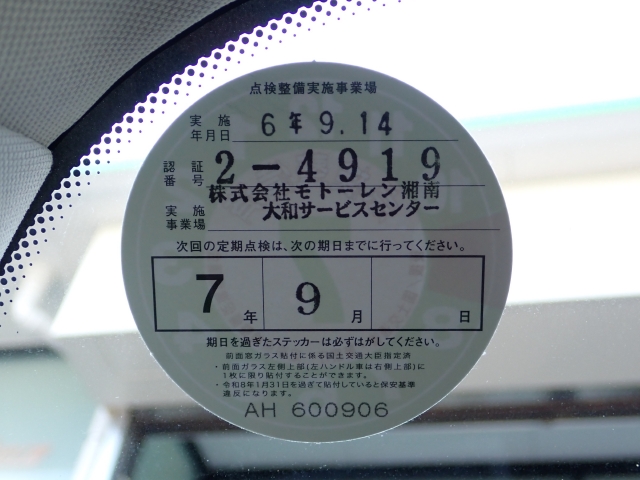 点検整備実施事業場
実施
年月日
6年9.14
認証
番号
2-4919
株式会社モトーレン湘南
実施
事業場
大和サービスセンター
次回の定期点検は、次の期日までに行ってください。
7年 9月 日
期日を過ぎたステッカーは必ずはがしてください。
前面窓ガラス貼付に係る国土交通大臣指定済
・前面ガラス左側上部(左ハンドル車は右側上部)に
1枚に限り貼付することができます。
・令和8年1月31日を過ぎて貼付していると保安基準
違反になります。
AH 600906